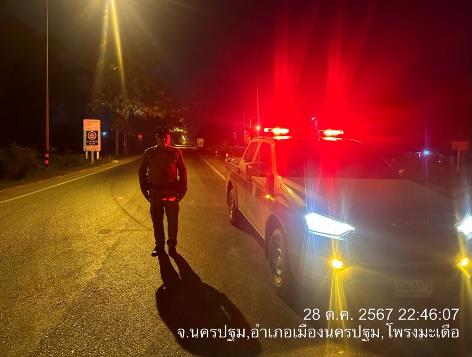 28 ต.ค. 2567 22:46:07
จ.นครปฐม,อำเภอเมืองนครปฐม, โพรงมะเดื่อ